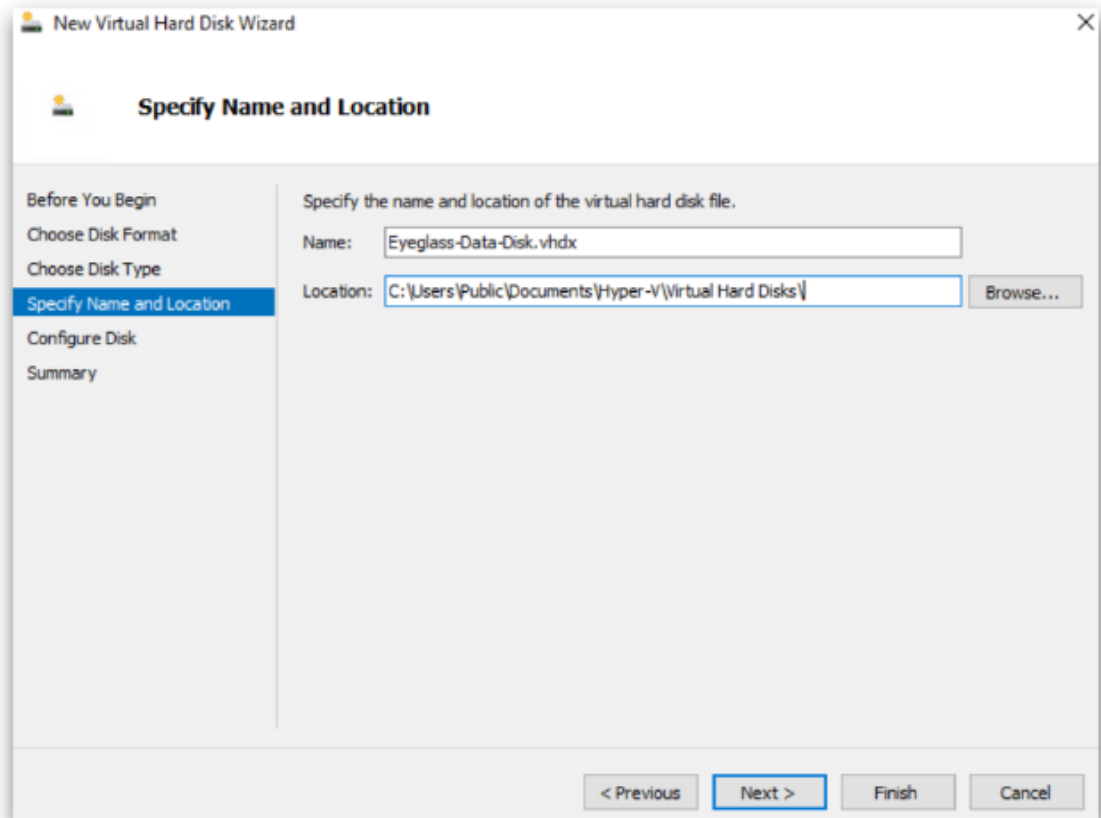 New Virtual Hard Disk Wizard
Specify Name and Location
Before You Begin
Choose Disk Format
Choose Disk Type
Specify Name and Location
Configure Disk
Summary
Specify the name and location of the virtual hard disk file.
Name: Eyeglass-Data-Disk.vhdx
Location: C:\Users\Public\Documents\Hyper-V\Virtual Hard Disks\ Browse...
< Previous Next > Finish Cancel